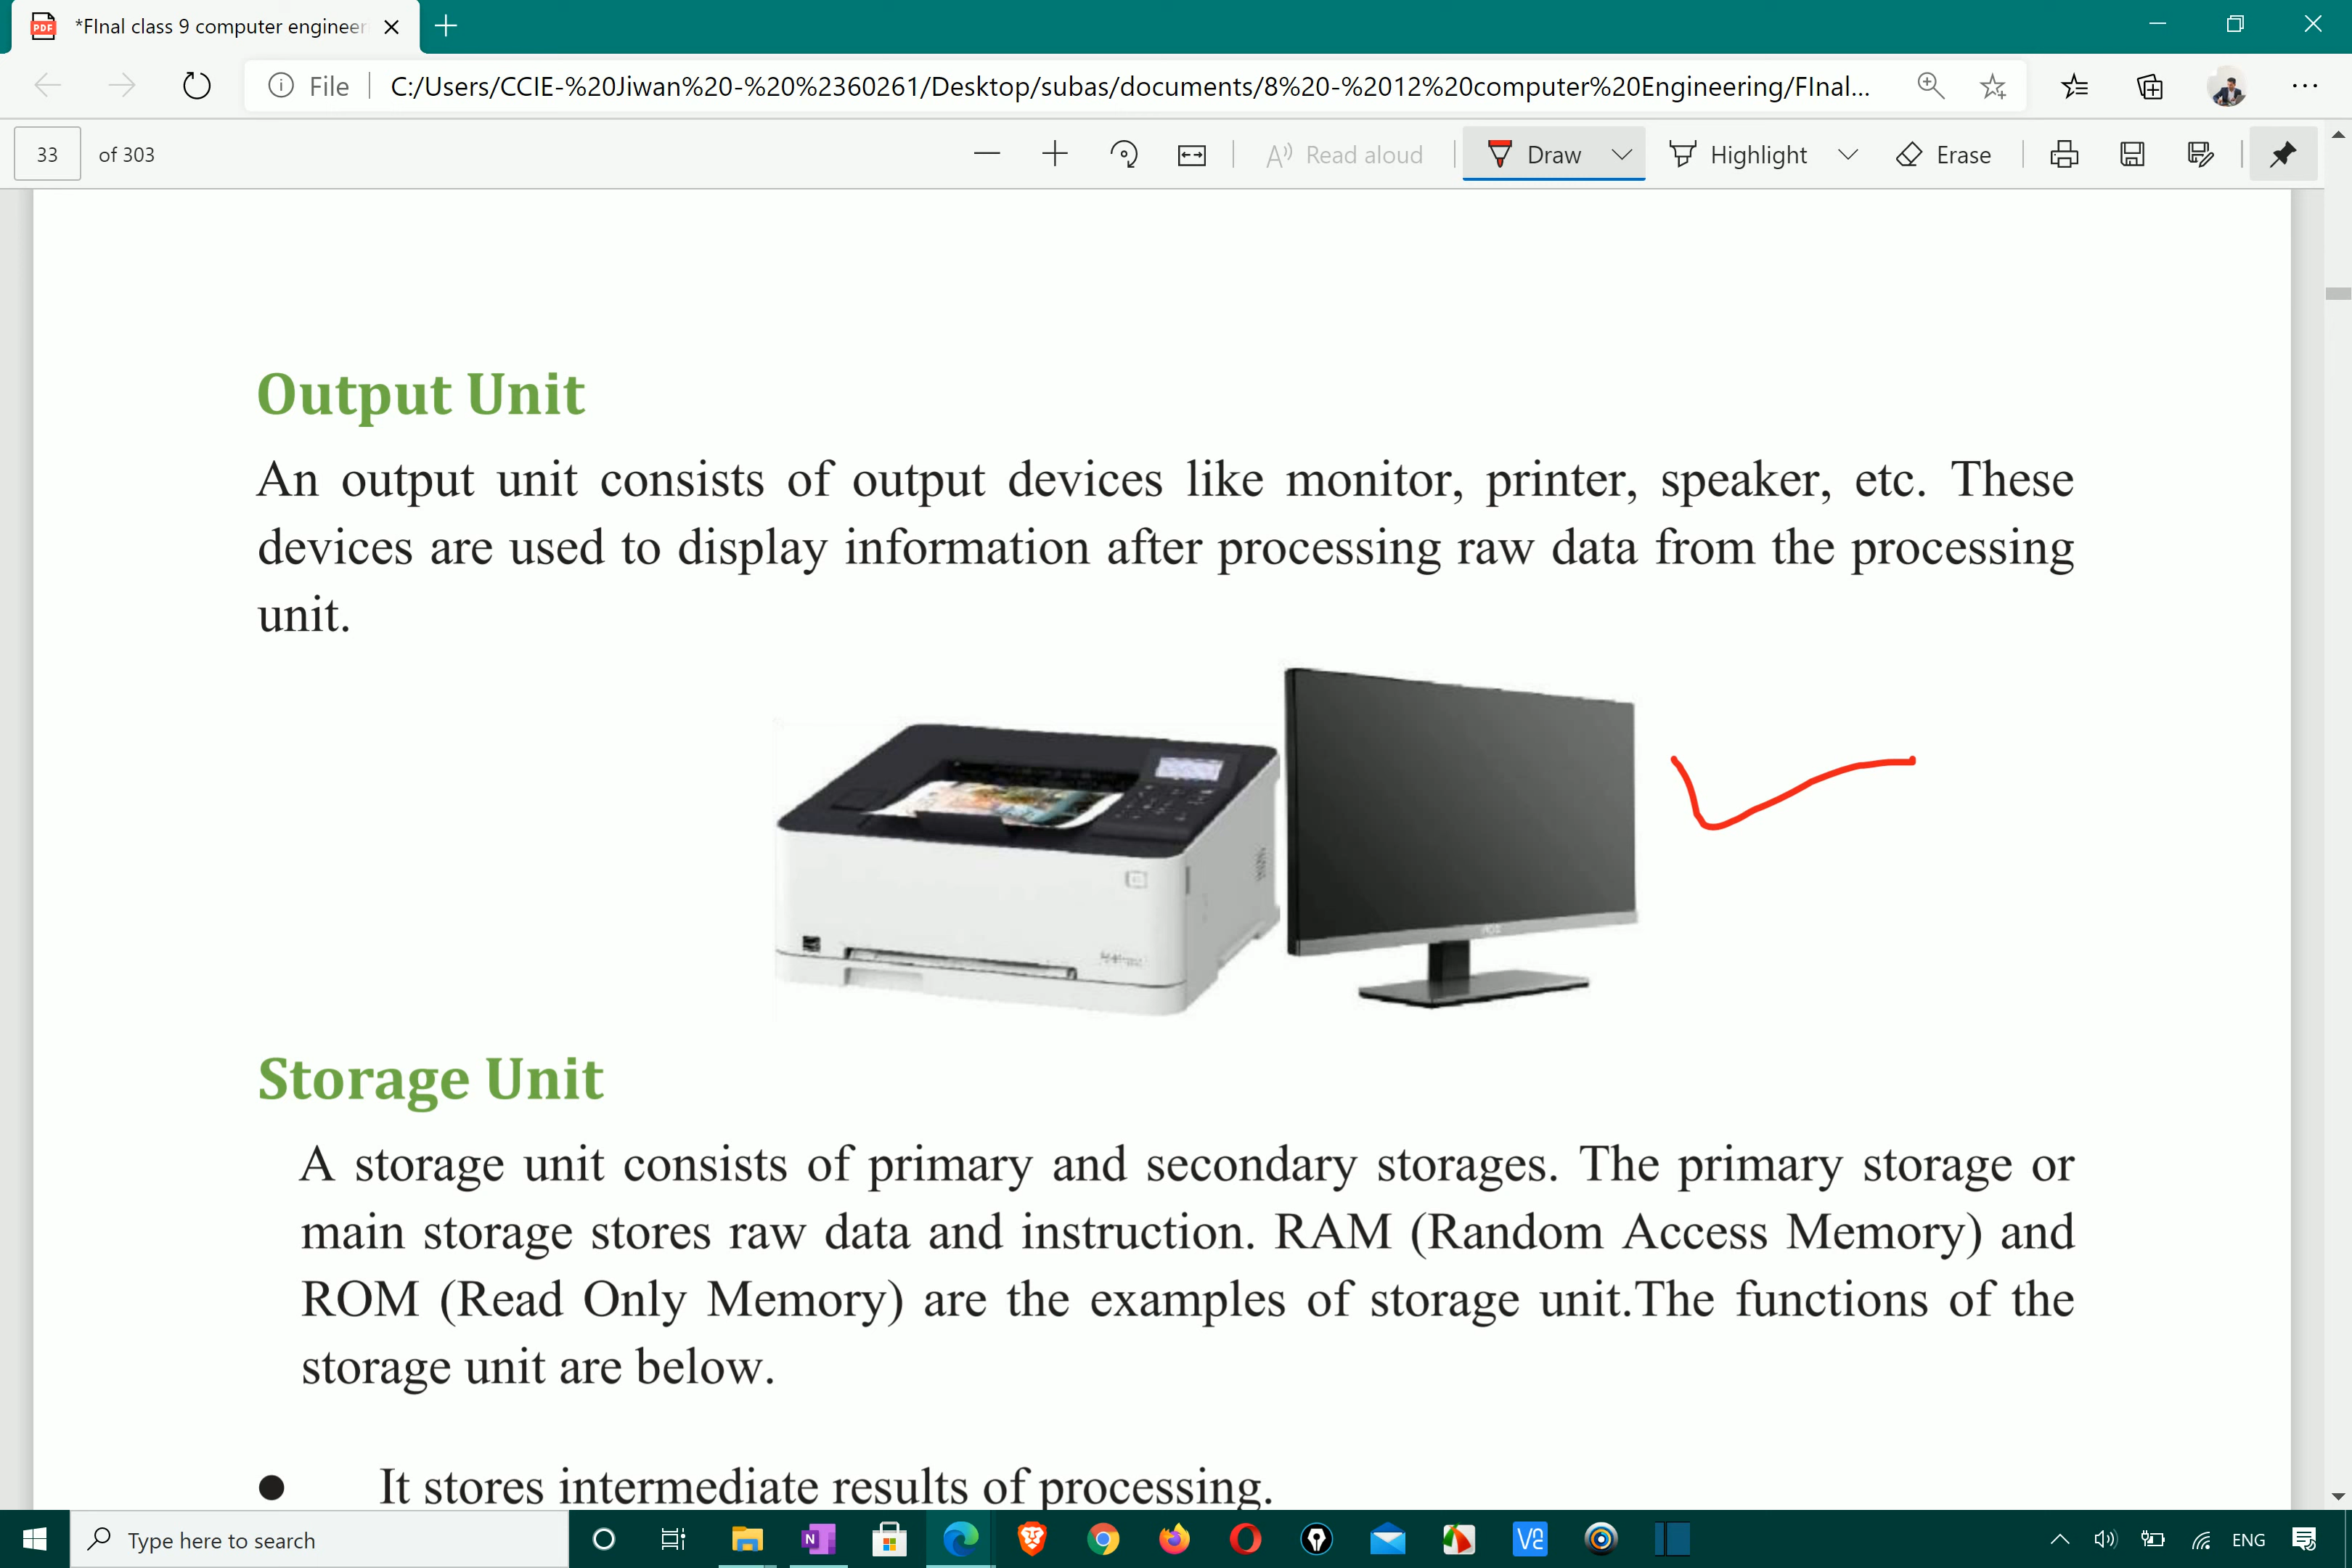 *FInal class 9 computer engineer
File
C:/Users/CCIE-%20Jiwan%20-%20%2360261/Desktop/subas/documents/8%20-%2012%20computer%20Engineering/FInal...
33 of 303
Read aloud
Draw
Highlight
Erase
Output Unit
An output unit consists of output devices like monitor, printer, speaker, etc. These
devices are used to display information after processing raw data from the processing
unit.
AOC
Storage Unit
A storage unit consists of primary and secondary storages. The primary storage or
main storage stores raw data and instruction. RAM (Random Access Memory) and
ROM (Read Only Memory) are the examples of storage unit.The functions of the
storage unit are below.
● It stores intermediate results of processing.
Type here to search
ENG